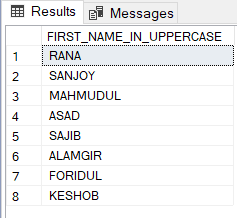 Results Messages
FIRST_NAME_IN_UPPERCASE
1 RANA
2 SANJOY
3 MAHMUDUL
4 ASAD
5 SAJIB
6 ALAMGIR
7 FORIDUL
8 KESHOB